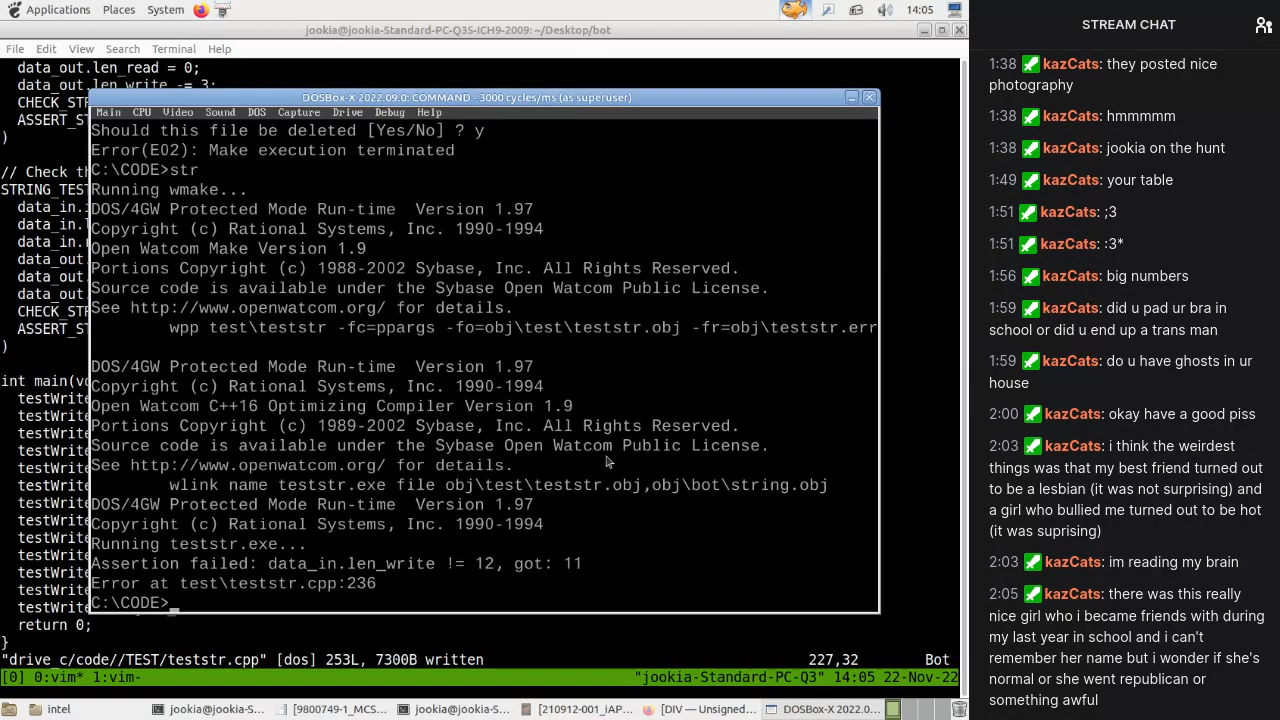 Applications Places System 14:05
jookia@jookia-Standard-PC-Q35-ICH9-2009: ~/Desktop/bot
File Edit View Search Terminal Help
data_out.len_read = 0;
data_out.len_write -= 3;
CHECK_STR
ASSERT_S
)
// Check th
STRING_TEST
data_in.
data_in.
data_in.
data_out
data_out
data_out
CHECK_ST
ASSERT_S
)
int main(vo
testWrite
testWrite
testWrite
testWrite
testWrite
testWrite
testWrite
testWrite
testWrite
testWrite
testWrite
testWrite
testWrite
return 0;
}
"drive_c/code//TEST/teststr.cpp" [dos] 253L, 7300B written 227,32 Bot
[0] 0:vim* 1:vim- "jookia-Standard-PC-Q3" 14:05 22-Nov-22
DOSBox-X 2022.09.0: COMMAND - 3000 cycles/ms (as superuser)
Main CPU Video Sound DOS Capture Drive Debug Help
Should this file be deleted [Yes/No] ? y
Error(E02): Make execution terminated
C:\CODE>str
Running wmake...
DOS/4GW Protected Mode Run-time Version 1.97
Copyright (c) Rational Systems, Inc. 1990-1994
Open Watcom Make Version 1.9
Portions Copyright (c) 1988-2002 Sybase, Inc. All Rights Reserved.
Source code is available under the Sybase Open Watcom Public License.
See http://www.openwatcom.org/ for details.
wpp test\teststr -fc=ppargs -fo=obj\test\teststr.obj -fr=obj\teststr.err
DOS/4GW Protected Mode Run-time Version 1.97
Copyright (c) Rational Systems, Inc. 1990-1994
Open Watcom C++16 Optimizing Compiler Version 1.9
Portions Copyright (c) 1989-2002 Sybase, Inc. All Rights Reserved.
Source code is available under the Sybase Open Watcom Public License.
See http://www.openwatcom.org/ for details.
wlink name teststr.exe file obj\test\teststr.obj,obj\bot\string.obj
DOS/4GW Protected Mode Run-time Version 1.97
Copyright (c) Rational Systems, Inc. 1990-1994
Running teststr.exe...
Assertion failed: data_in.len_write != 12, got: 11
Error at test\teststr.cpp:236
C:\CODE>_
intel jookia@jookia-S... [9800749-1_MCS... jookia@jookia-S... [210912-001_iAP... [DIV — Unsigned... DOSBox-X 2022.0...
STREAM CHAT
1:38 kazCats: they posted nice
photography
1:38 kazCats: hmmmmm
1:38 kazCats: jookia on the hunt
1:49 kazCats: your table
1:51 kazCats: ;3
1:51 kazCats: :3*
1:56 kazCats: big numbers
1:59 kazCats: did u pad ur bra in
school or did u end up a trans man
1:59 kazCats: do u have ghosts in ur
house
2:00 kazCats: okay have a good piss
2:03 kazCats: i think the weirdest
things was that my best friend turned out
to be a lesbian (it was not surprising) and
a girl who bullied me turned out to be hot
(it was suprising)
2:03 kazCats: im reading my brain
2:05 kazCats: there was this really
nice girl who i became friends with during
my last year in school and i can't
remember her name but i wonder if she's
normal or she went republican or
something awful